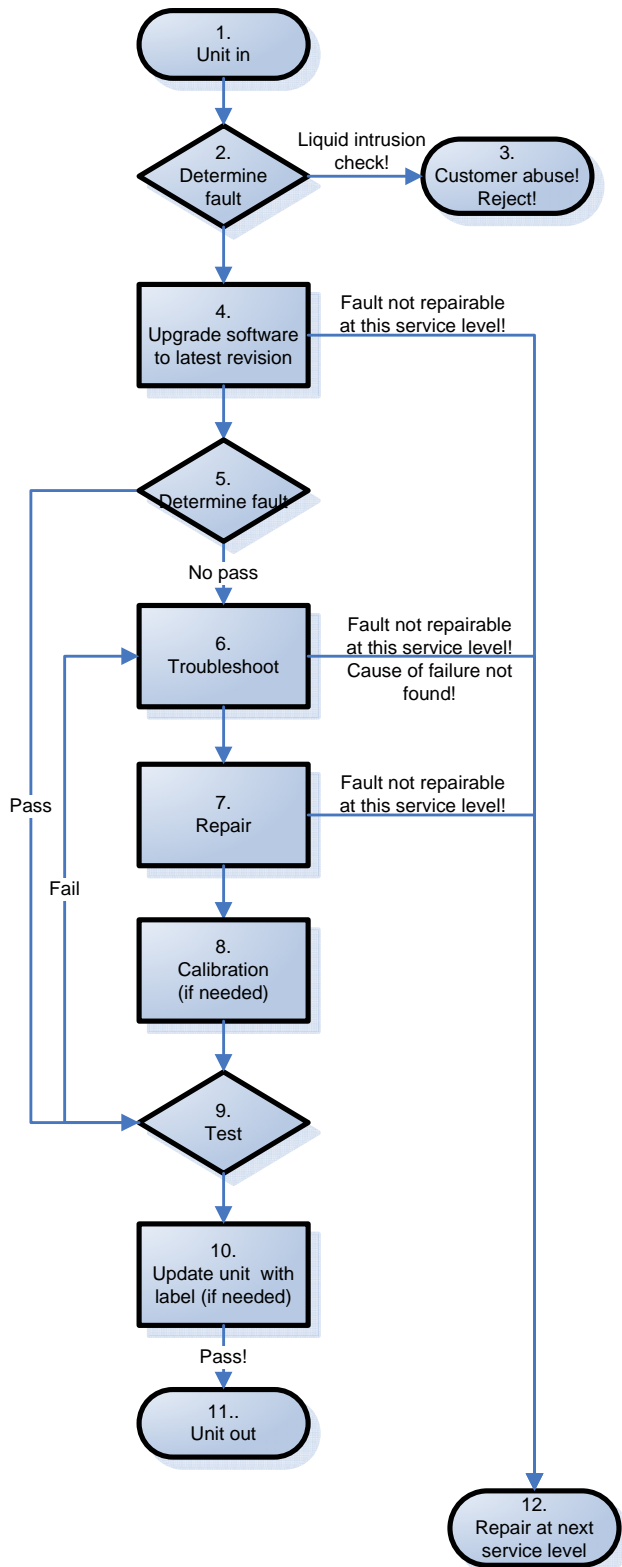 1.
Unit in
2.
Determine
fault
Liquid intrusion
check!
3.
Customer abuse!
Reject!
4.
Upgrade software
to latest revision
Fault not repairable
at this service level!
5.
Determine fault
No pass
6.
Troubleshoot
Fault not repairable
at this service level!
Cause of failure not
found!
7.
Repair
Fault not repairable
at this service level!
Pass
Fail
8.
Calibration
(if needed)
9.
Test
10.
Update unit with
label (if needed)
Pass!
11..
Unit out
12.
Repair at next
service level